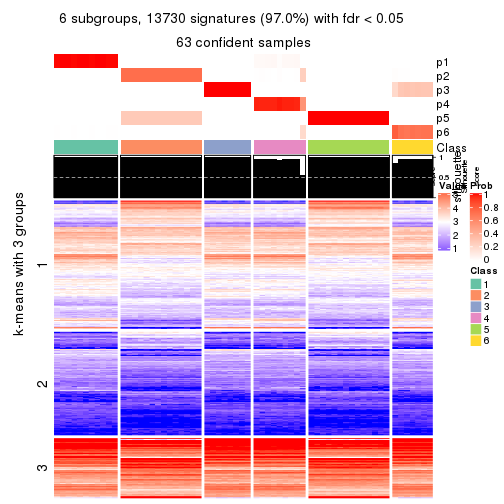 6 subgroups, 13730 signatures (97.0%) with fdr < 0.05
63 confident samples
p1
p2
p3
p4
p5
p6
Class
1
0.5
silhouette
score
Value
4
3
2
1
Prob
1
0.8
0.6
0.4
0.2
0
Class
1
2
3
4
5
6
k-means with 3 groups
1
2
3